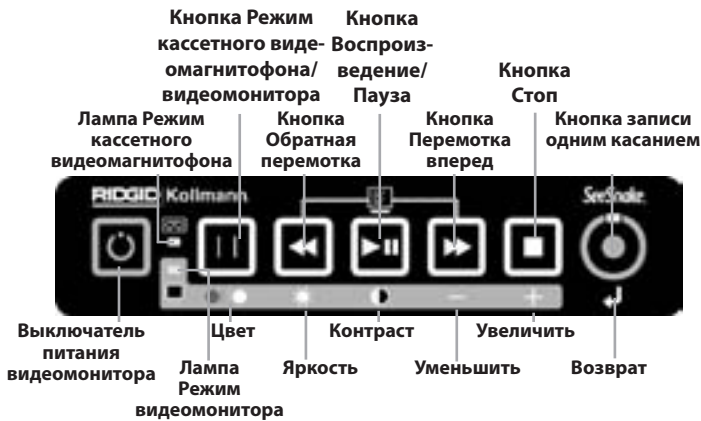 Кнопка Режим
кассетного виде-
омагнитофона/
видеомонитора
Кнопка
Воспроиз-
ведение/
Пауза
Кнопка
Стоп
Лампа Режим
кассетного
видеомагнитофона
Кнопка
Обратная
перемотка
Кнопка
Перемотка
вперед
Кнопка записи
одним касанием
RIDGID Kollmann
SeeSnake
Выключатель
питания
видеомонитора
Цвет
Лампа
Режим
видеомонитора
Яркость
Контраст
Уменьшить
Увеличить
Возврат